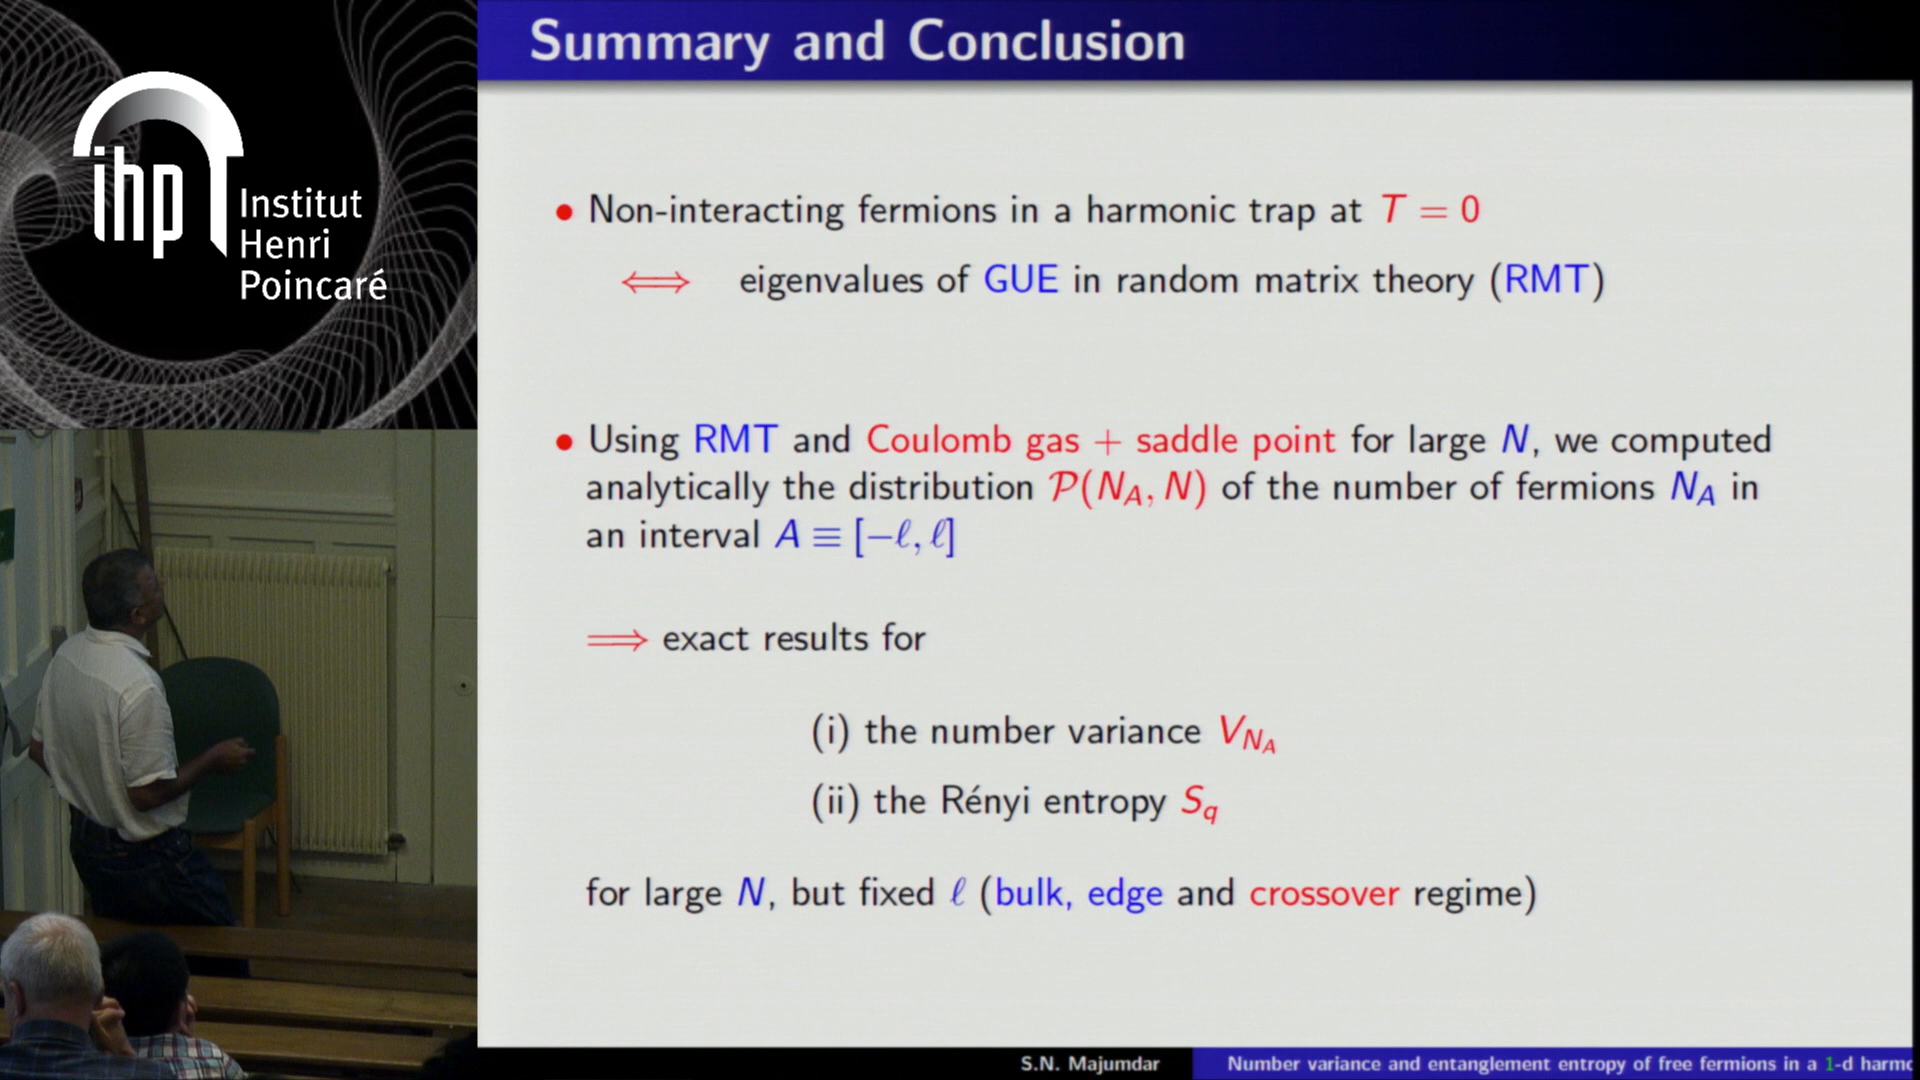 ihp
Institut
Henri
Poincaré
Summary and Conclusion
• Non-interacting fermions in a harmonic trap at T = 0
⟺ eigenvalues of GUE in random matrix theory (RMT)
• Using RMT and Coulomb gas + saddle point for large N, we computed
analytically the distribution P(N_A, N) of the number of fermions N_A in
an interval A ≡ [−ℓ, ℓ]
⟹ exact results for
(i) the number variance V_{N_A}
(ii) the Rényi entropy S_q
for large N, but fixed ℓ (bulk, edge and crossover regime)
S.N. Majumdar
Number variance and entanglement entropy of free fermions in a 1-d harmo